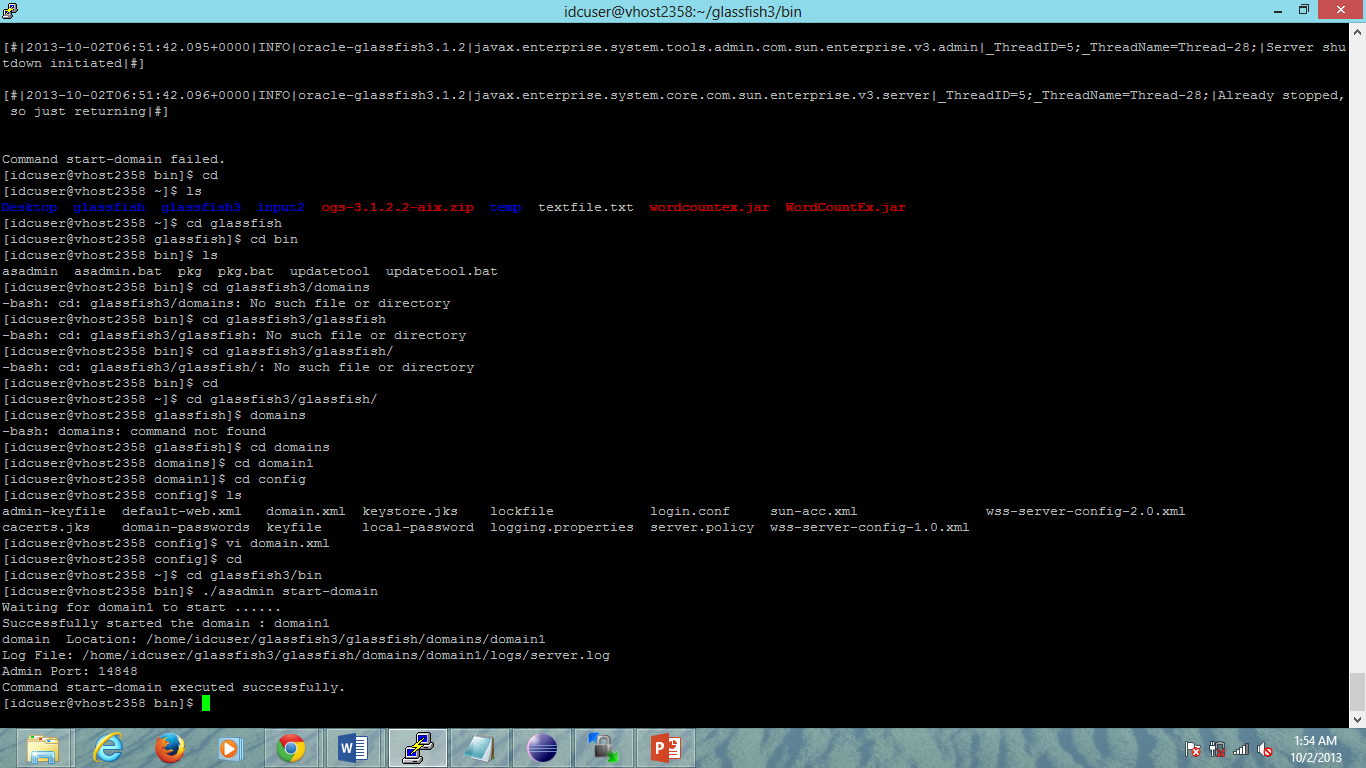 idcuser@vhost2358:~/glassfish3/bin
[#|2013-10-02T06:51:42.095+0000|INFO|oracle-glassfish3.1.2|javax.enterprise.system.tools.admin.com.sun.enterprise.v3.admin|_ThreadID=5;_ThreadName=Thread-28;|Server shu
tdown initiated|#]
[#|2013-10-02T06:51:42.096+0000|INFO|oracle-glassfish3.1.2|javax.enterprise.system.core.com.sun.enterprise.v3.server|_ThreadID=5;_ThreadName=Thread-28;|Already stopped,
 so just returning|#]
Command start-domain failed.
[idcuser@vhost2358 bin]$ cd
[idcuser@vhost2358 ~]$ ls
Desktop  glassfish  glassfish3  input2  ogs-3.1.2.2-aix.zip  temp  textfile.txt  wordcountex.jar  WordCountEx.jar
[idcuser@vhost2358 ~]$ cd glassfish
[idcuser@vhost2358 glassfish]$ cd bin
[idcuser@vhost2358 bin]$ ls
asadmin  asadmin.bat  pkg  pkg.bat  updatetool  updatetool.bat
[idcuser@vhost2358 bin]$ cd glassfish3/domains
-bash: cd: glassfish3/domains: No such file or directory
[idcuser@vhost2358 bin]$ cd glassfish3/glassfish
-bash: cd: glassfish3/glassfish: No such file or directory
[idcuser@vhost2358 bin]$ cd glassfish3/glassfish/
-bash: cd: glassfish3/glassfish/: No such file or directory
[idcuser@vhost2358 bin]$ cd
[idcuser@vhost2358 ~]$ cd glassfish3/glassfish/
[idcuser@vhost2358 glassfish]$ domains
-bash: domains: command not found
[idcuser@vhost2358 glassfish]$ cd domains
[idcuser@vhost2358 domains]$ cd domain1
[idcuser@vhost2358 domain1]$ cd config
[idcuser@vhost2358 config]$ ls
admin-keyfile  default-web.xml   domain.xml  keystore.jks    lockfile            login.conf     sun-acc.xml                wss-server-config-2.0.xml
cacerts.jks    domain-passwords  keyfile     local-password  logging.properties  server.policy  wss-server-config-1.0.xml
[idcuser@vhost2358 config]$ vi domain.xml
[idcuser@vhost2358 config]$ cd
[idcuser@vhost2358 ~]$ cd glassfish3/bin
[idcuser@vhost2358 bin]$ ./asadmin start-domain
Waiting for domain1 to start ......
Successfully started the domain : domain1
domain  Location: /home/idcuser/glassfish3/glassfish/domains/domain1
Log File: /home/idcuser/glassfish3/glassfish/domains/domain1/logs/server.log
Admin Port: 14848
Command start-domain executed successfully.
[idcuser@vhost2358 bin]$
1:54 AM
10/2/2013